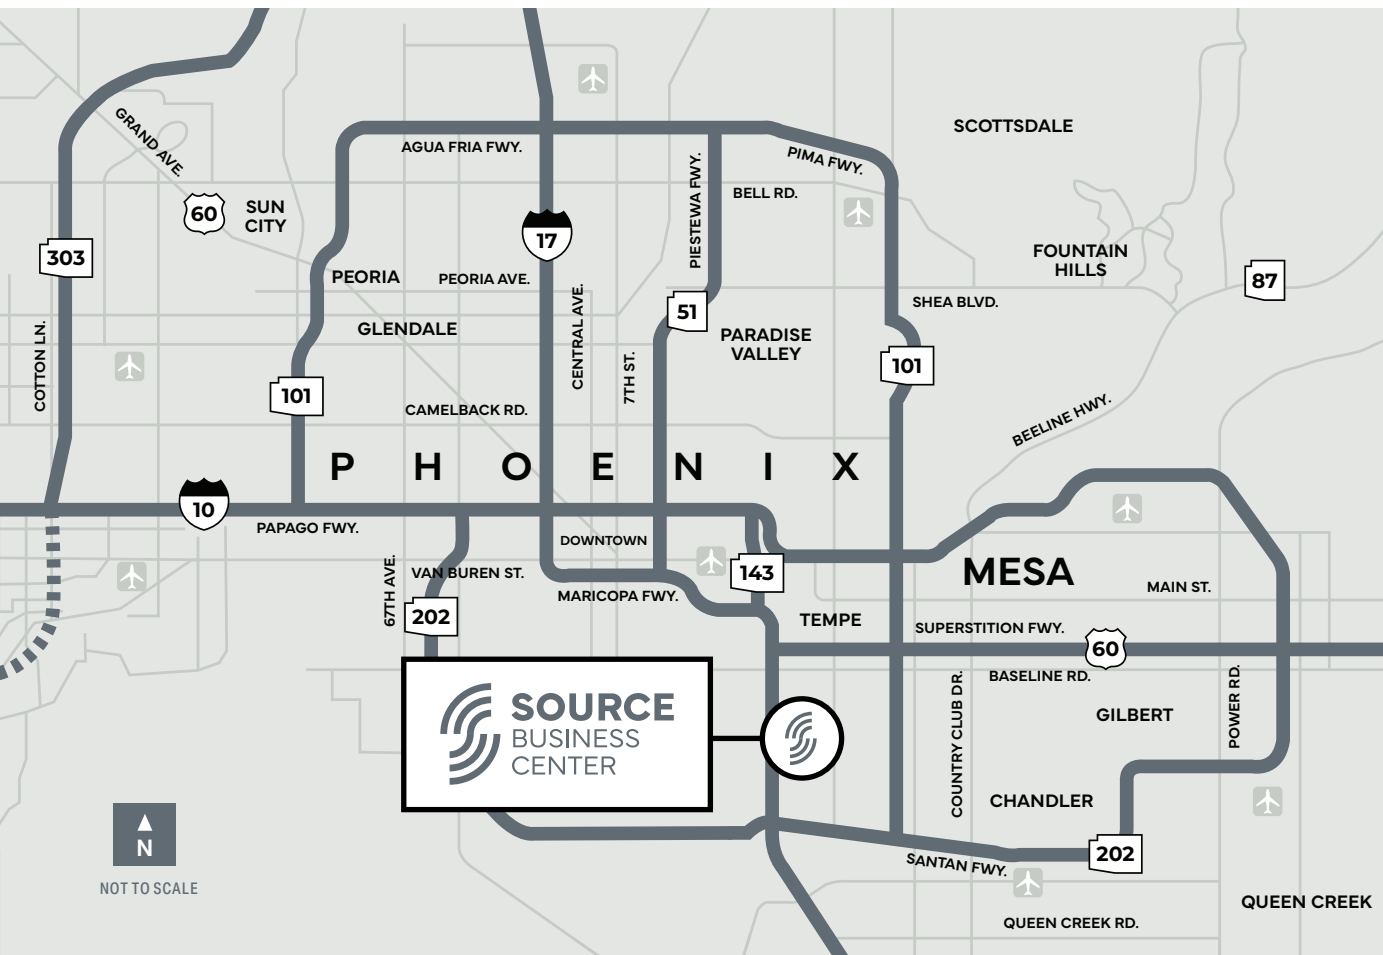 SCOTTSDALE
GRAND AVE.
AGUA FRIA FWY.
PIMA FWY.
PIESTEWA FWY.
BELL RD.
60
SUN
CITY
17
303
FOUNTAIN
HILLS
87
PEORIA
PEORIA AVE.
SHEA BLVD.
51
GLENDALE
CENTRAL AVE.
PARADISE
VALLEY
COTTON LN.
7TH ST.
101
101
CAMELBACK RD.
BEELINE HWY.
PHOENIX
10
PAPAGO FWY.
DOWNTOWN
67TH AVE.
VAN BUREN ST.
143
MESA
MAIN ST.
MARICOPA FWY.
202
TEMPE
SUPERSTITION FWY.
60
BASELINE RD.
COUNTRY CLUB DR.
POWER RD.
SOURCE
BUSINESS
CENTER
GILBERT
CHANDLER
N
NOT TO SCALE
202
SANTAN FWY.
QUEEN CREEK
QUEEN CREEK RD.